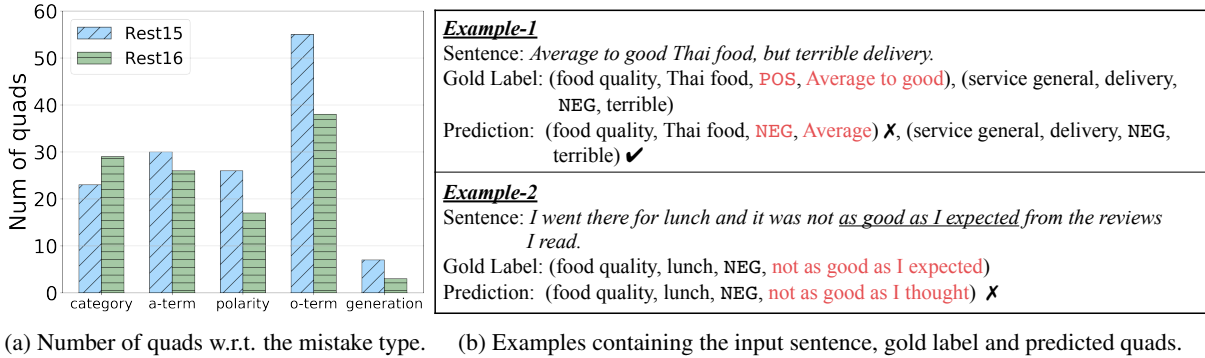 60
50
40
30
20
10
0
Num of quads
Rest15
Rest16
category a-term polarity o-term generation
(a) Number of quads w.r.t. the mistake type.
Example-1
Sentence: Average to good Thai food, but terrible delivery.
Gold Label: (food quality, Thai food, POS, Average to good), (service general, delivery,
NEG, terrible)
Prediction: (food quality, Thai food, NEG, Average) ✗, (service general, delivery, NEG,
terrible) ✔
Example-2
Sentence: I went there for lunch and it was not as good as I expected from the reviews
I read.
Gold Label: (food quality, lunch, NEG, not as good as I expected)
Prediction: (food quality, lunch, NEG, not as good as I thought) ✗
(b) Examples containing the input sentence, gold label and predicted quads.